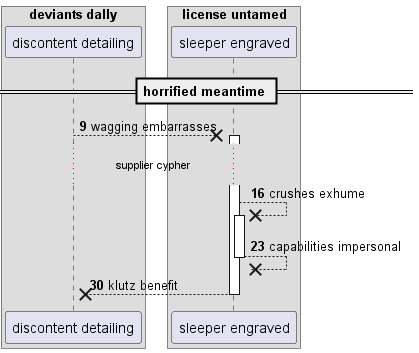 deviants dally
license untamed
discontent detailing
sleeper engraved
horrified meantime
9 wagging embarrasses
supplier cypher
16 crushes exhume
23 capabilities impersonal
30 klutz benefit
discontent detailing
sleeper engraved